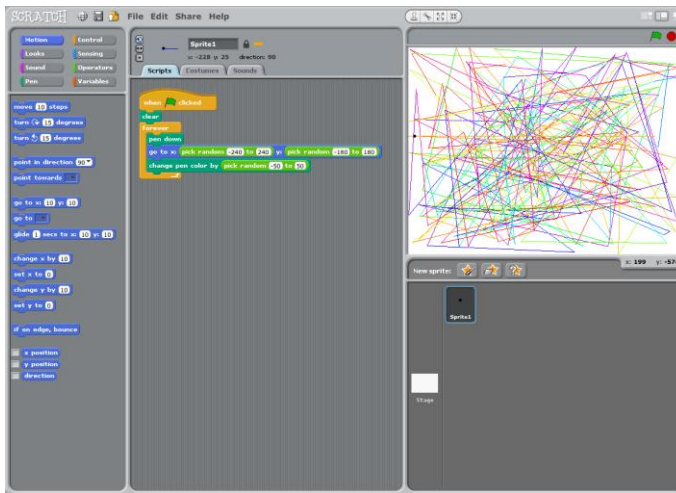 SCRATCH File Edit Share Help
Motion Control
Looks Sensing
Sound Operators
Pen Variables
move 10 steps
turn 15 degrees
turn 15 degrees
point in direction 90
point towards
go to x: 10 y: 10
go to
glide 1 secs to x: 10 y: 10
change x by 10
set x to 0
change y by 10
set y to 0
if on edge, bounce
x position
y position
direction
Sprite1
x: -228 y: 25 direction: 90
Scripts Costumes Sounds
when clicked
clear
forever
pen down
go to x: pick random -240 to 240 y: pick random -180 to 180
change pen color by pick random -50 to 50
x: 199 y:
New sprite:
Sprite1
Stage